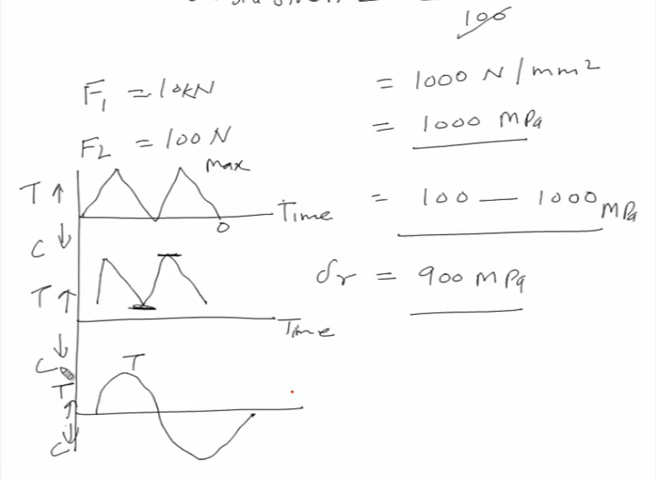 100
F₁ = 10kN
= 1000 N/mm²
F2 = 100 N
= 1000 MPa
max
T ↑
Time
= 100 — 1000 MPa
0
C ↓
σr = 900 MPa
T ↑
Time
C ↓
T
T ↑
C ↓